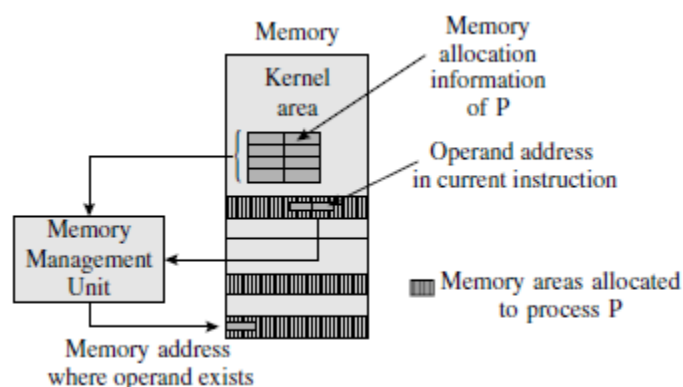 Memory
Kernel
area
Memory
allocation
information
of P
Operand address
in current instruction
Memory
Management
Unit
Memory areas allocated
to process P
Memory address
where operand exists